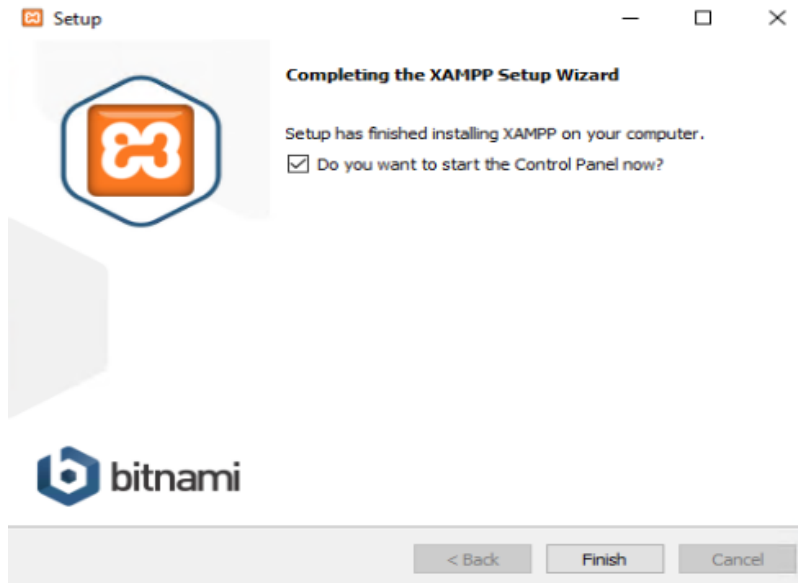 Setup
Completing the XAMPP Setup Wizard
Setup has finished installing XAMPP on your computer.
Do you want to start the Control Panel now?
bitnami
< Back
Finish
Cancel